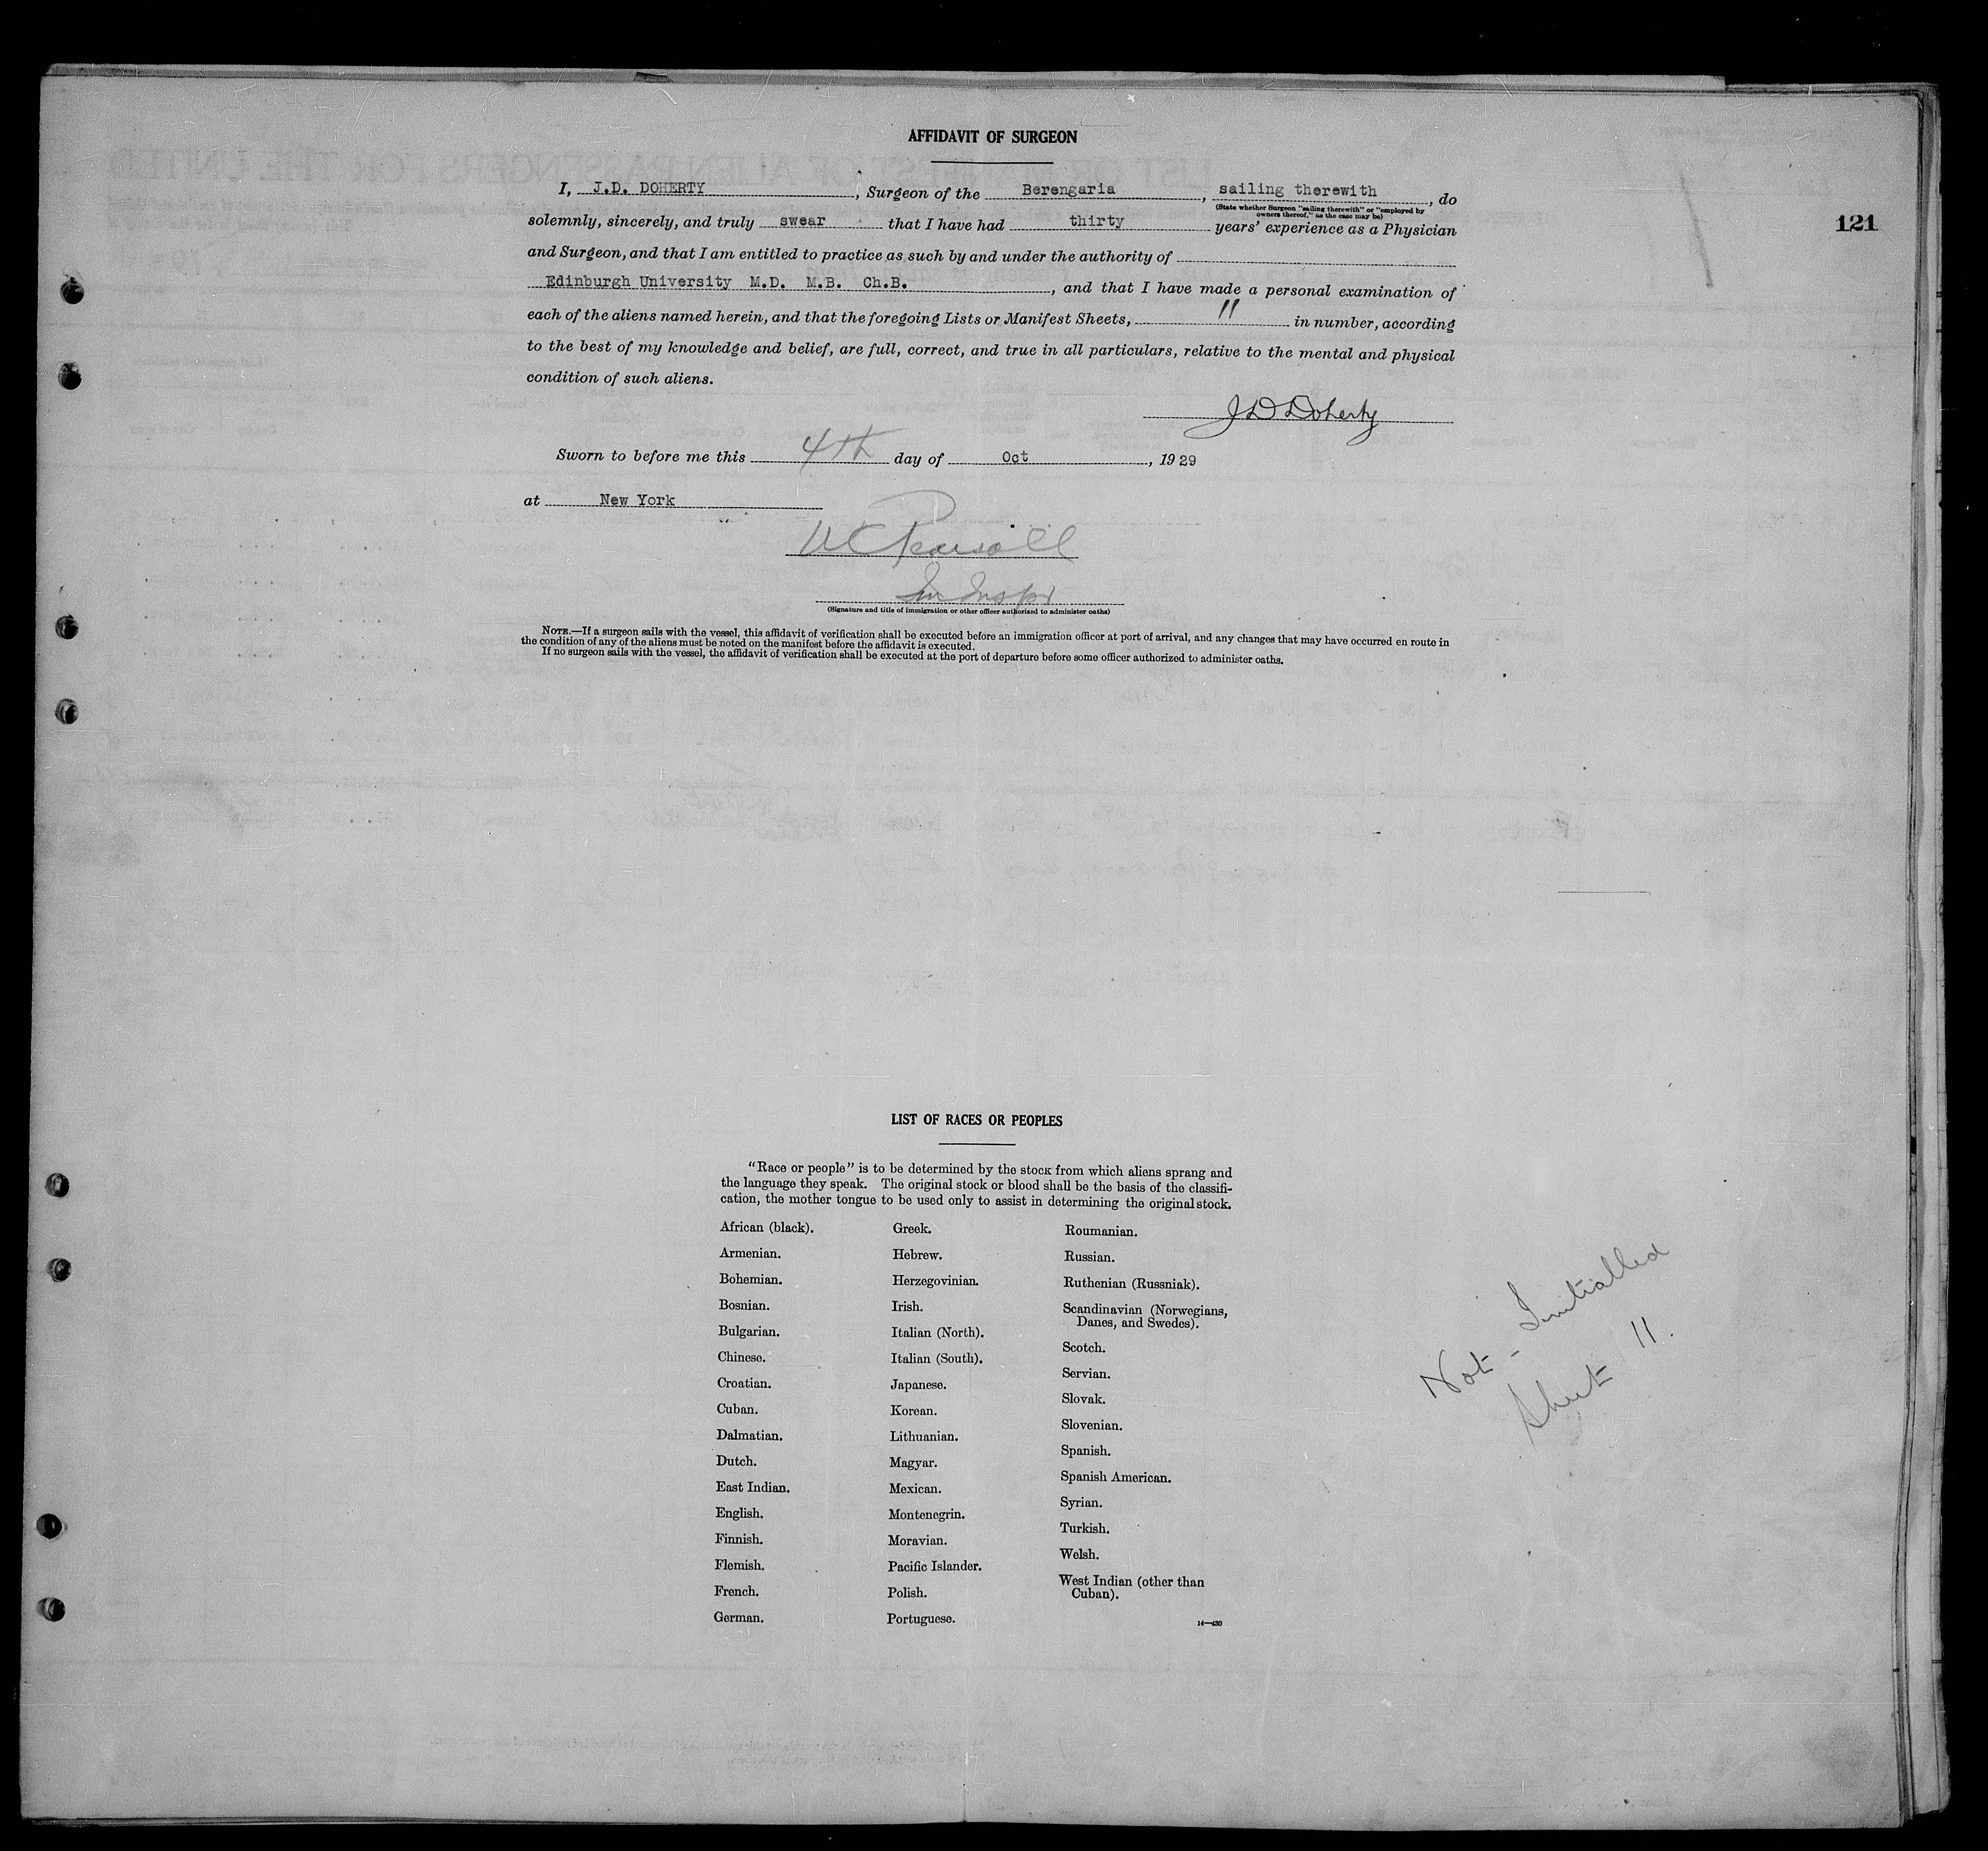 AFFIDAVIT OF SURGEON
121
I, J.D. DOHERTY, Surgeon of the Berengaria, sailing therewith, do
(State whether Surgeon "sailing therewith" or "employed by
owners thereof," as the case may be)
solemnly, sincerely, and truly swear that I have had thirty years' experience as a Physician
and Surgeon, and that I am entitled to practice as such by and under the authority of
Edinburgh University M.D. M.B. Ch.B., and that I have made a personal examination of
each of the aliens named herein, and that the foregoing Lists or Manifest Sheets, 11 in number, according
to the best of my knowledge and belief, are full, correct, and true in all particulars, relative to the mental and physical
condition of such aliens.
J D Doherty
Sworn to before me this 4th day of Oct, 1929
at New York
W C Pearsall
Im Inspr
(Signature and title of immigration or other officer authorized to administer oaths)
NOTE.—If a surgeon sails with the vessel, this affidavit of verification shall be executed before an immigration officer at port of arrival, and any changes that may have occurred en route in
the condition of any of the aliens must be noted on the manifest before the affidavit is executed.
If no surgeon sails with the vessel, the affidavit of verification shall be executed at the port of departure before some officer authorized to administer oaths.
LIST OF RACES OR PEOPLES
"Race or people" is to be determined by the stock from which aliens sprang and
the language they speak. The original stock or blood shall be the basis of the classifi-
cation, the mother tongue to be used only to assist in determining the original stock.
African (black).
Armenian.
Bohemian.
Bosnian.
Bulgarian.
Chinese.
Croatian.
Cuban.
Dalmatian.
Dutch.
East Indian.
English.
Finnish.
Flemish.
French.
German.
Greek.
Hebrew.
Herzegovinian.
Irish.
Italian (North).
Italian (South).
Japanese.
Korean.
Lithuanian.
Magyar.
Mexican.
Montenegrin.
Moravian.
Pacific Islander.
Polish.
Portuguese.
Roumanian.
Russian.
Ruthenian (Russniak).
Scandinavian (Norwegians,
Danes, and Swedes).
Scotch.
Servian.
Slovak.
Slovenian.
Spanish.
Spanish American.
Syrian.
Turkish.
Welsh.
West Indian (other than
Cuban).
14—430
Not - Initialled
Sheet 11.